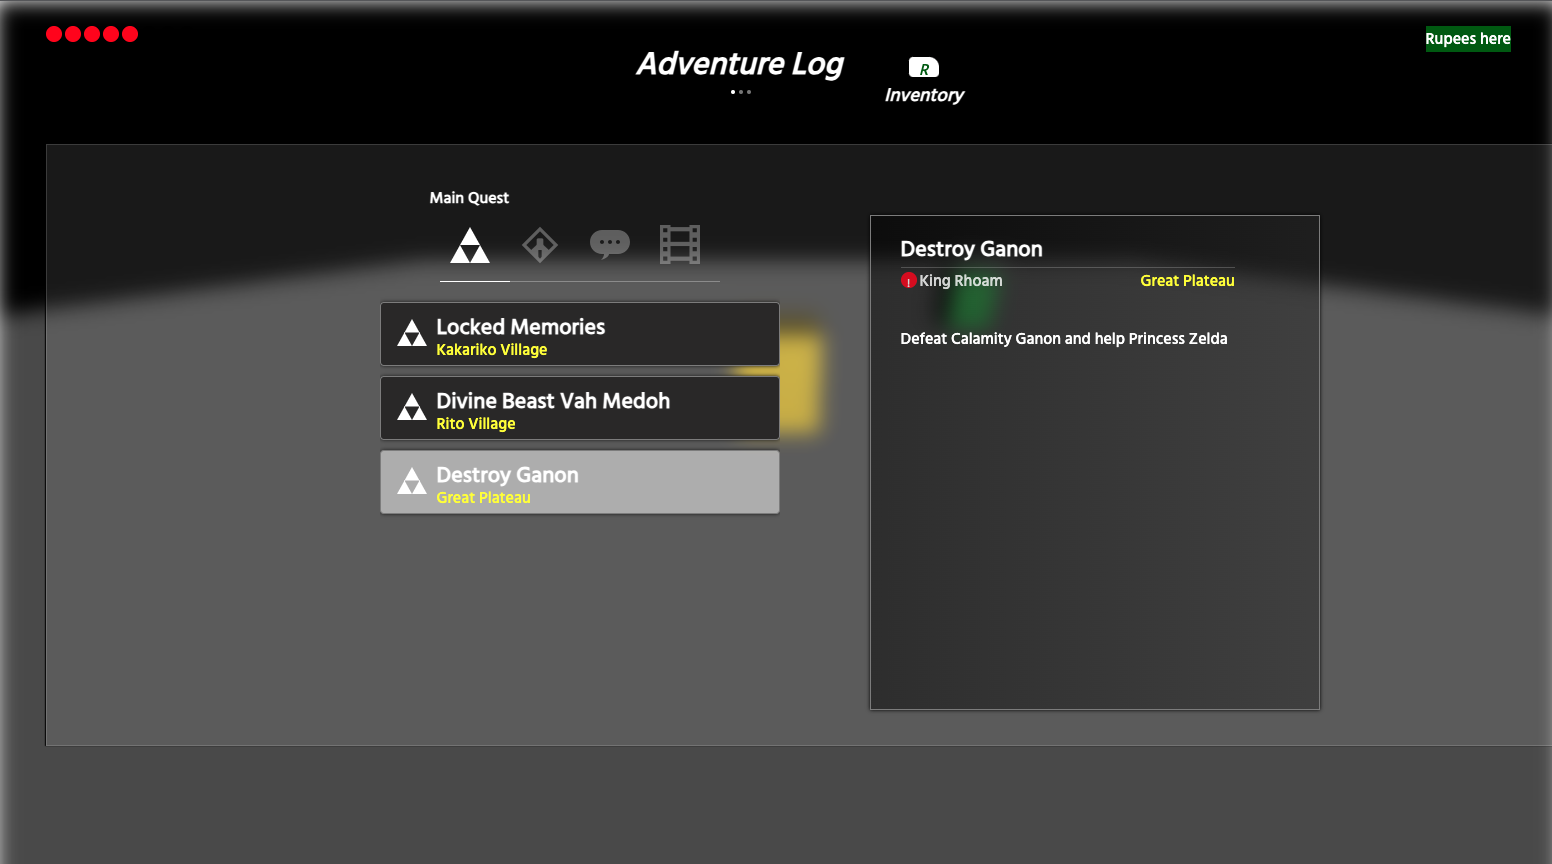 Rupees here
Adventure Log
R
Inventory
Main Quest
Locked Memories
Kakariko Village
Divine Beast Vah Medoh
Rito Village
Destroy Ganon
Great Plateau
Destroy Ganon
! King Rhoam Great Plateau
Defeat Calamity Ganon and help Princess Zelda